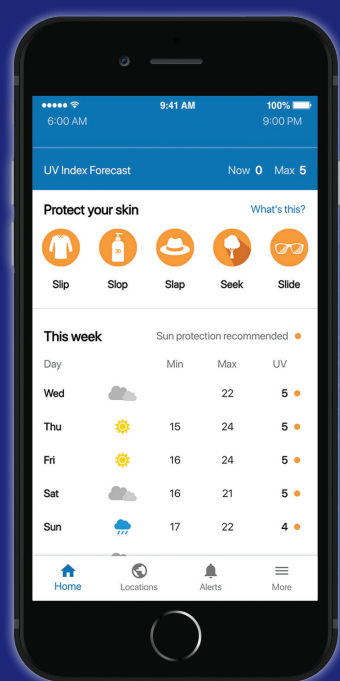 9:41 AM 100%
6:00 AM 9:00 PM
UV Index Forecast Now 0 Max 5
Protect your skin What's this?
30
Slip Slop Slap Seek Slide
This week Sun protection recommended
Day Min Max UV
Wed 22 5
Thu 15 24 5
Fri 16 24 5
Sat 16 21 5
Sun 17 22 4
Home Locations Alerts More